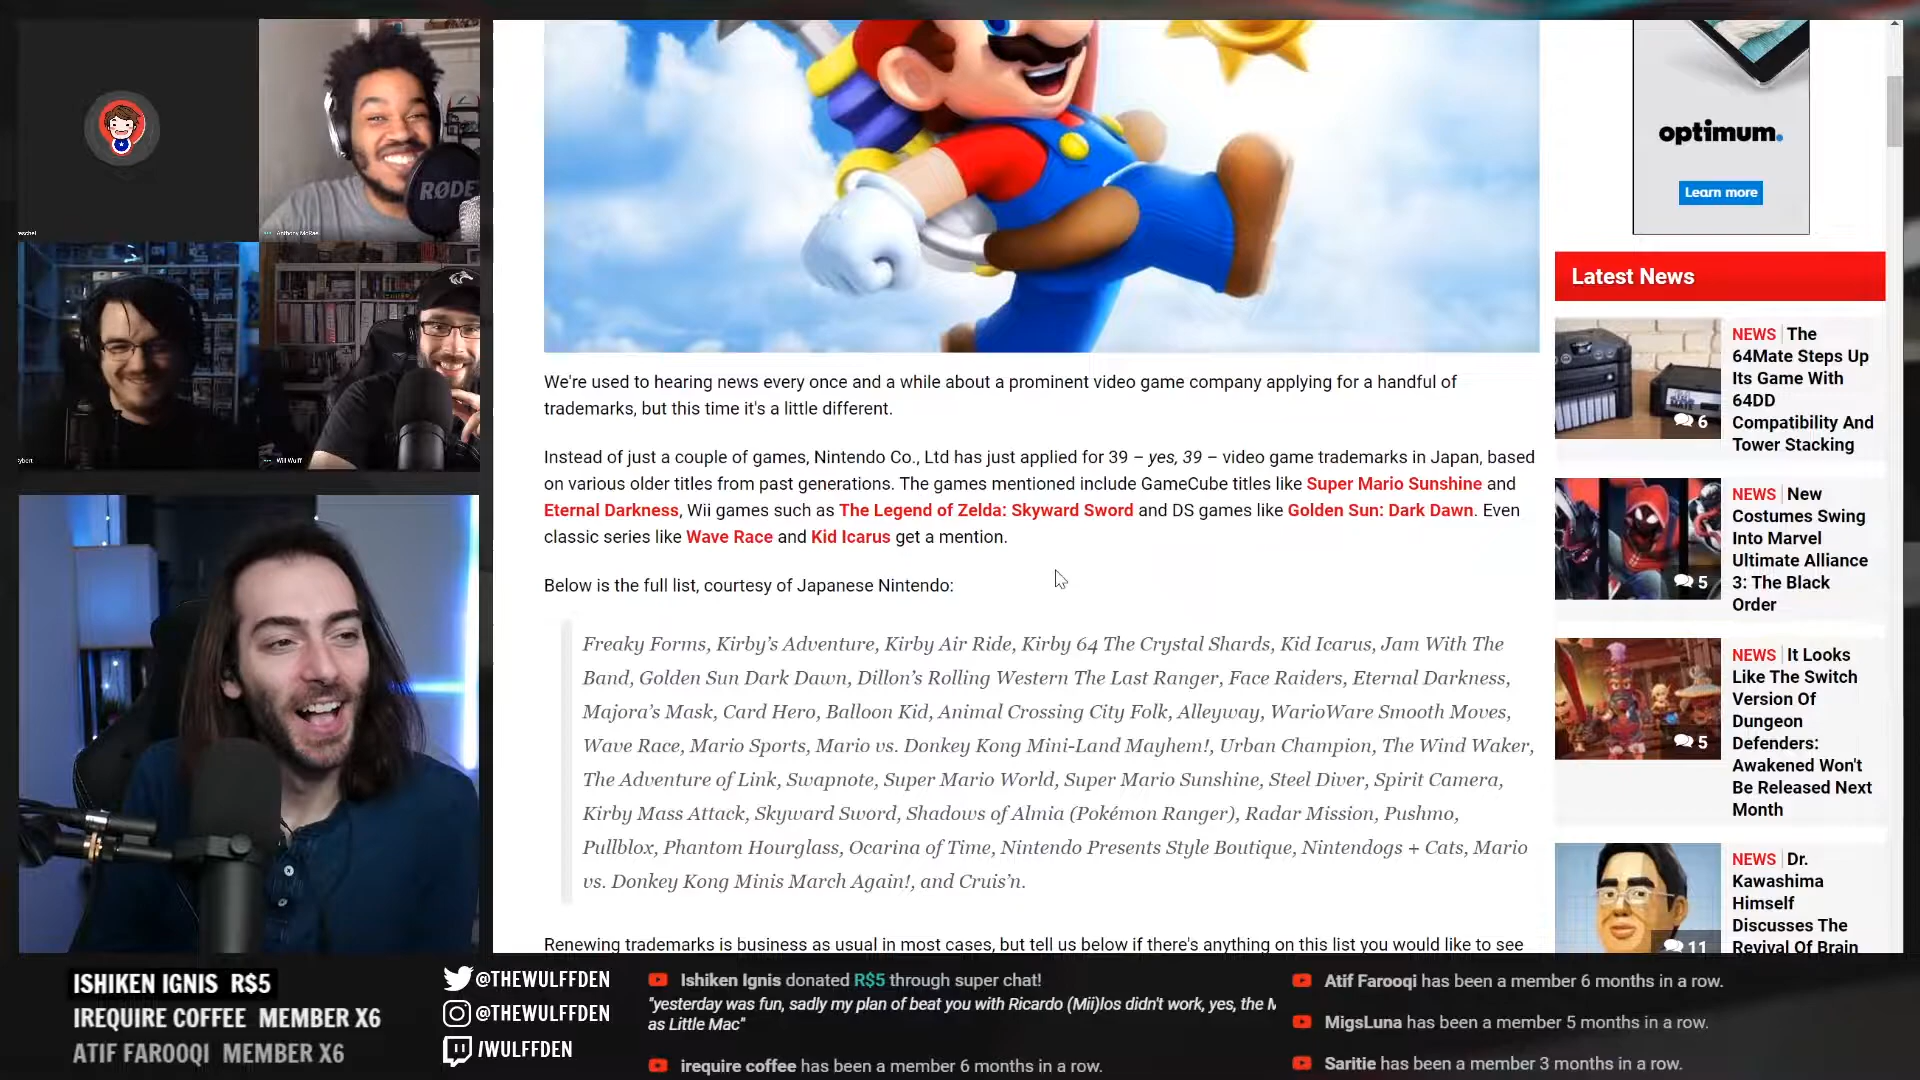 RØDE
Anthony McRae
Will Wulff
optimum.
Learn more
Latest News
NEWS The
64Mate Steps Up
Its Game With
64DD
Compatibility And
Tower Stacking
6
NEWS New
Costumes Swing
Into Marvel
Ultimate Alliance
3: The Black
Order
5
NEWS It Looks
Like The Switch
Version Of
Dungeon
Defenders:
Awakened Won't
Be Released Next
Month
5
NEWS Dr.
Kawashima
Himself
Discusses The
Revival Of Brain
11
We're used to hearing news every once and a while about a prominent video game company applying for a handful of
trademarks, but this time it's a little different.
Instead of just a couple of games, Nintendo Co., Ltd has just applied for 39 – yes, 39 – video game trademarks in Japan, based
on various older titles from past generations. The games mentioned include GameCube titles like Super Mario Sunshine and
Eternal Darkness, Wii games such as The Legend of Zelda: Skyward Sword and DS games like Golden Sun: Dark Dawn. Even
classic series like Wave Race and Kid Icarus get a mention.
Below is the full list, courtesy of Japanese Nintendo:
Freaky Forms, Kirby's Adventure, Kirby Air Ride, Kirby 64 The Crystal Shards, Kid Icarus, Jam With The
Band, Golden Sun Dark Dawn, Dillon's Rolling Western The Last Ranger, Face Raiders, Eternal Darkness,
Majora's Mask, Card Hero, Balloon Kid, Animal Crossing City Folk, Alleyway, WarioWare Smooth Moves,
Wave Race, Mario Sports, Mario vs. Donkey Kong Mini-Land Mayhem!, Urban Champion, The Wind Waker,
The Adventure of Link, Swapnote, Super Mario World, Super Mario Sunshine, Steel Diver, Spirit Camera,
Kirby Mass Attack, Skyward Sword, Shadows of Almia (Pokémon Ranger), Radar Mission, Pushmo,
Pullblox, Phantom Hourglass, Ocarina of Time, Nintendo Presents Style Boutique, Nintendogs + Cats, Mario
vs. Donkey Kong Minis March Again!, and Cruis'n.
Renewing trademarks is business as usual in most cases, but tell us below if there's anything on this list you would like to see
ISHIKEN IGNIS R$5
IREQUIRE COFFEE MEMBER X6
ATIF FAROOQI MEMBER X6
@THEWULFFDEN
@THEWULFFDEN
/WULFFDEN
Ishiken Ignis donated R$5 through super chat!
"yesterday was fun, sadly my plan of beat you with Ricardo (Mii)los didn't work, yes, the M
as Little Mac"
irequire coffee has been a member 6 months in a row.
Atif Farooqi has been a member 6 months in a row.
MigsLuna has been a member 5 months in a row.
Saritie has been a member 3 months in a row.